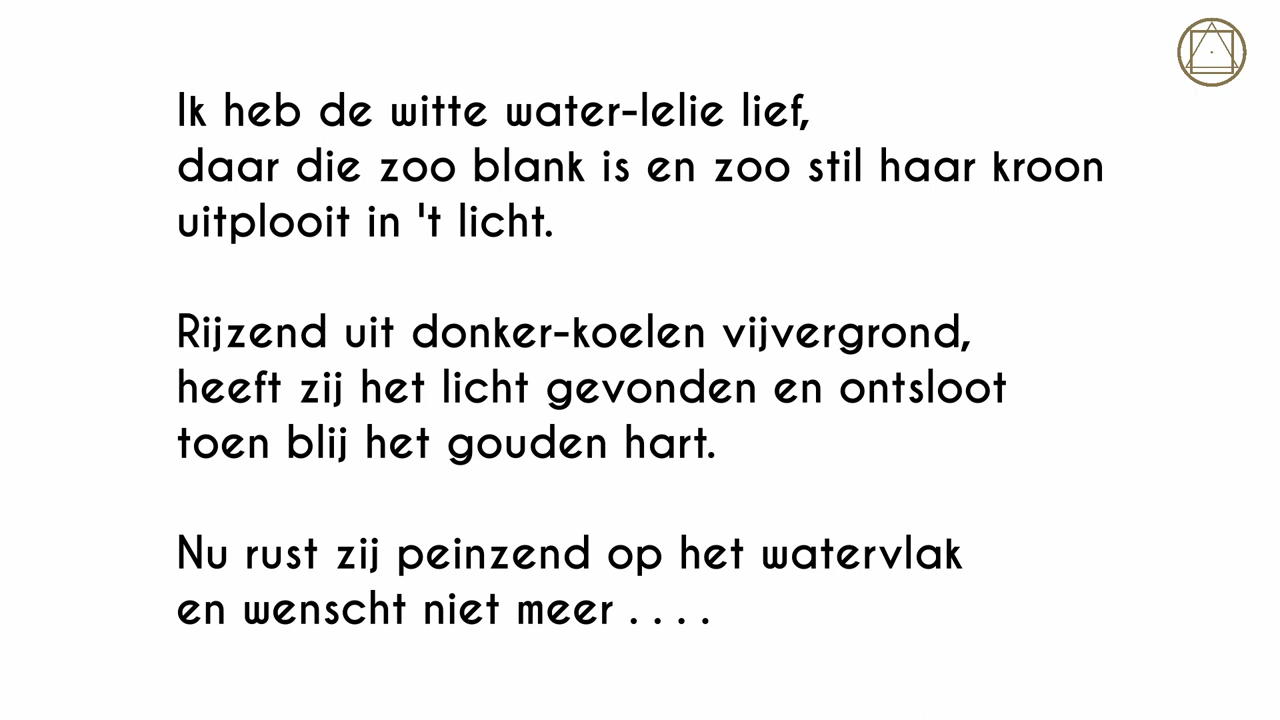 Ik heb de witte water-lelie lief,
daar die zoo blank is en zoo stil haar kroon
uitplooit in 't licht.
Rijzend uit donker-koelen vijvergrond,
heeft zij het licht gevonden en ontsloot
toen blij het gouden hart.
Nu rust zij peinzend op het watervlak
en wenscht niet meer . . . .